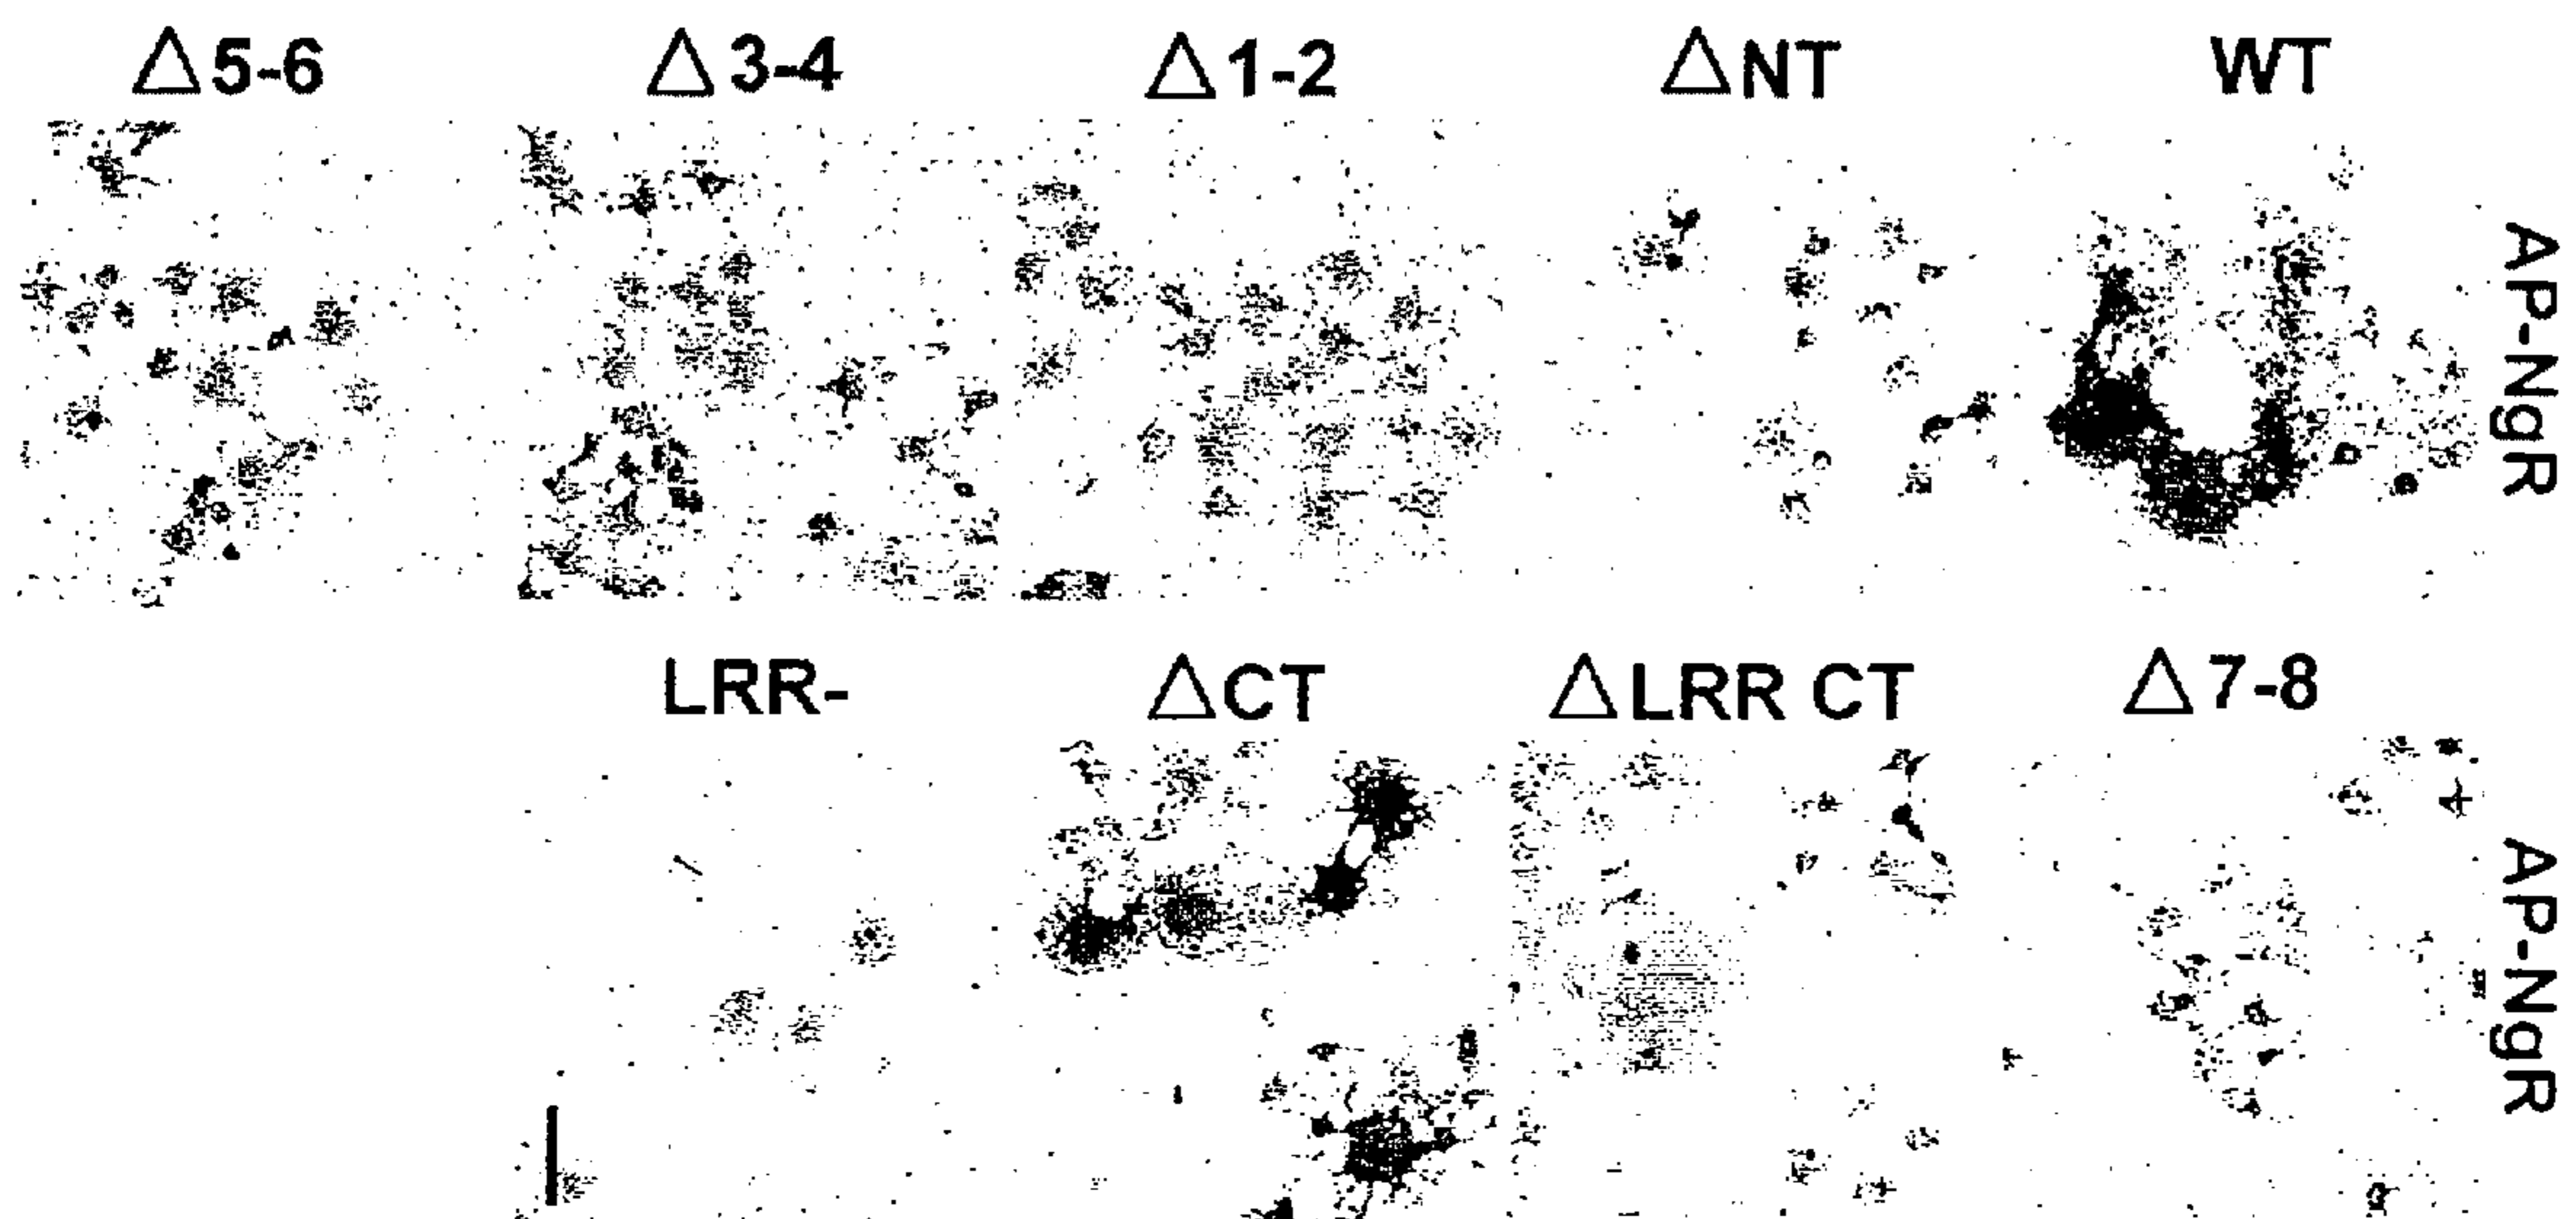 △5-6 △3-4 △1-2 △NT WT
AP-NgR
LRR- △CT △LRR CT △7-8
AP-NgR